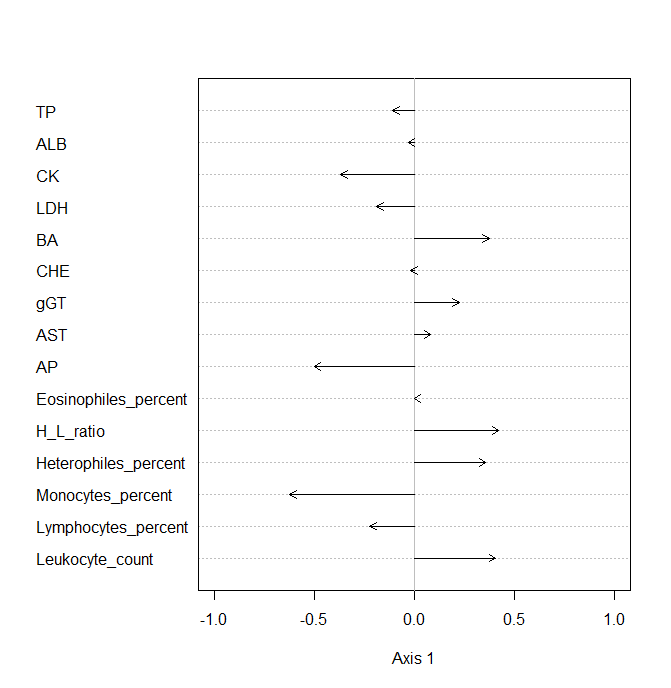 TP
ALB
CK
LDH
BA
CHE
gGT
AST
AP
Eosinophiles_percent
H_L_ratio
Heterophiles_percent
Monocytes_percent
Lymphocytes_percent
Leukocyte_count
-1.0 -0.5 0.0 0.5 1.0
Axis 1